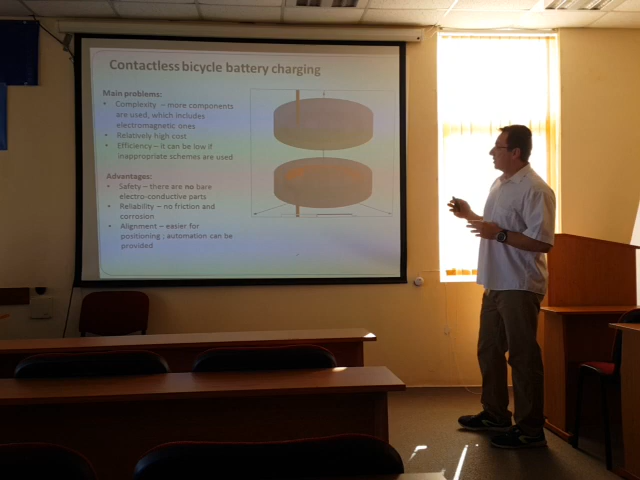 Contactless bicycle battery charging
Main problems:
• Complexity – more components
are used, which includes
electromagnetic ones
• Relatively high cost
• Efficiency – it can be low if
inappropriate schemes are used
Advantages:
• Safety – there are no bare
electro-conductive parts
• Reliability – no friction and
corrosion
• Alignment – easier for
positioning ; automation can be
provided